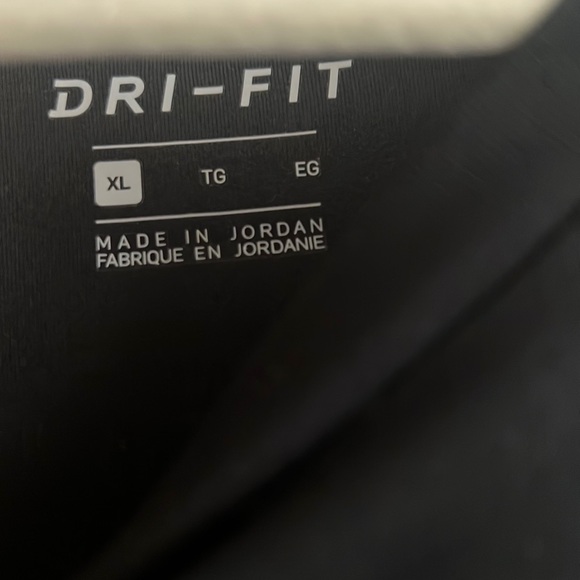 DRI-FIT
XL TG EG
MADE IN JORDAN
FABRIQUE EN JORDANIE